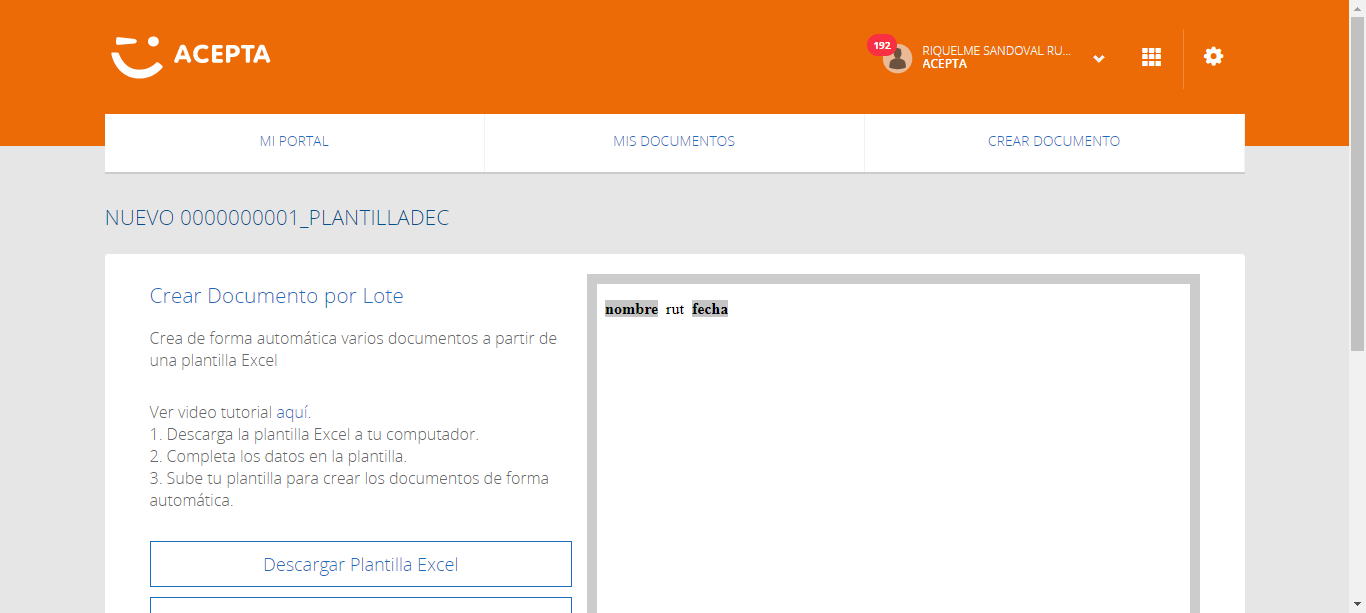 ACEPTA
192
RIQUELME SANDOVAL RU...
ACEPTA
MI PORTAL
MIS DOCUMENTOS
CREAR DOCUMENTO
NUEVO 0000000001_PLANTILLADEC
Crear Documento por Lote
Crea de forma automática varios documentos a partir de
una plantilla Excel
Ver video tutorial aquí.
1. Descarga la plantilla Excel a tu computador.
2. Completa los datos en la plantilla.
3. Sube tu plantilla para crear los documentos de forma
automática.
Descargar Plantilla Excel
nombre rut fecha